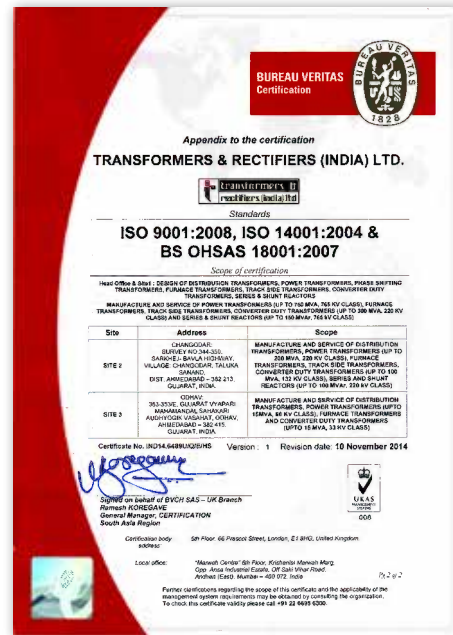 BUREAU VERITAS
Certification
BUREAU VERITAS
1828
Appendix to the certification
TRANSFORMERS & RECTIFIERS (INDIA) LTD.
transformers &
rectifiers (india) ltd
Standards
ISO 9001:2008, ISO 14001:2004 &
BS OHSAS 18001:2007
Scope of certification
Head Office & Site1 : DESIGN OF DISTRIBUTION TRANSFORMERS, POWER TRANSFORMERS, PHASE SHIFTING
TRANSFORMERS, FURNACE TRANSFORMERS, TRACK SIDE TRANSFORMERS, CONVERTER DUTY
TRANSFORMERS, SERIES & SHUNT REACTORS
MANUFACTURE AND SERVICE OF POWER TRANSFORMERS (UP TO 750 MVA, 765 KV CLASS), FURNACE
TRANSFORMERS, TRACK SIDE TRANSFORMERS, CONVERTER DUTY TRANSFORMERS (UP TO 300 MVA, 220 KV
CLASS) AND SERIES & SHUNT REACTORS (UP TO 150 MVAr, 765 kV CLASS)
Site Address Scope
SITE 2
CHANGODAR:
SURVEY NO 344-350,
SARKHEJ- BAVLA HIGHWAY,
VILLAGE: CHANGODAR, TALUKA
SANAND,
DIST. AHMEDABAD – 382 213,
GUJARAT, INDIA.
MANUFACTURE AND SERVICE OF DISTRIBUTION
TRANSFORMERS, POWER TRANSFORMERS (UP TO
200 MVA, 220 KV CLASS), FURNACE
TRANSFORMERS, TRACK SIDE TRANSFORMERS,
CONVERTER DUTY TRANSFORMERS (UP TO 100
MVA, 132 KV CLASS), SERIES AND SHUNT
REACTORS (UP TO 100 MVAr, 220 kV CLASS)
SITE 3
ODHAV:
353-353/E, GUJARAT VYAPARI
MAHAMANDAL SAHAKARI
AUDHYOGIK VASAHAT, ODHAV,
AHMEDABAD – 382 415,
GUJARAT, INDIA.
MANUFACTURE AND SERVICE OF DISTRIBUTION
TRANSFORMERS, POWER TRANSFORMERS (UPTO
15MVA, 66 KV CLASS), FURNACE TRANSFORMERS
AND CONVERTER DUTY TRANSFORMERS
(UPTO 15 MVA, 33 KV CLASS)
Certificate No. Version : 1 Revision date: 10 November 2014
Signed on behalf of BVCH SAS – UK Branch
Ramesh KOREGAVE
General Manager, CERTIFICATION
South Asia Region
UKAS
MANAGEMENT
SYSTEMS
008
Certification body
address:
5th Floor, 66 Prescot Street, London, E1 8HG, United Kingdom.
Local office:
"Marwah Centre" 6th Floor, Krishanlal Marwah Marg,
Opp. Ansa Industrial Estate, Off Saki Vihar Road,
Andheri (East), Mumbai – 400 072, India
Further clarifications regarding the scope of this certificate and the applicability of the
management system requirements may be obtained by consulting the organization.
To check this certificate validity please call +91 22 6695 6300.